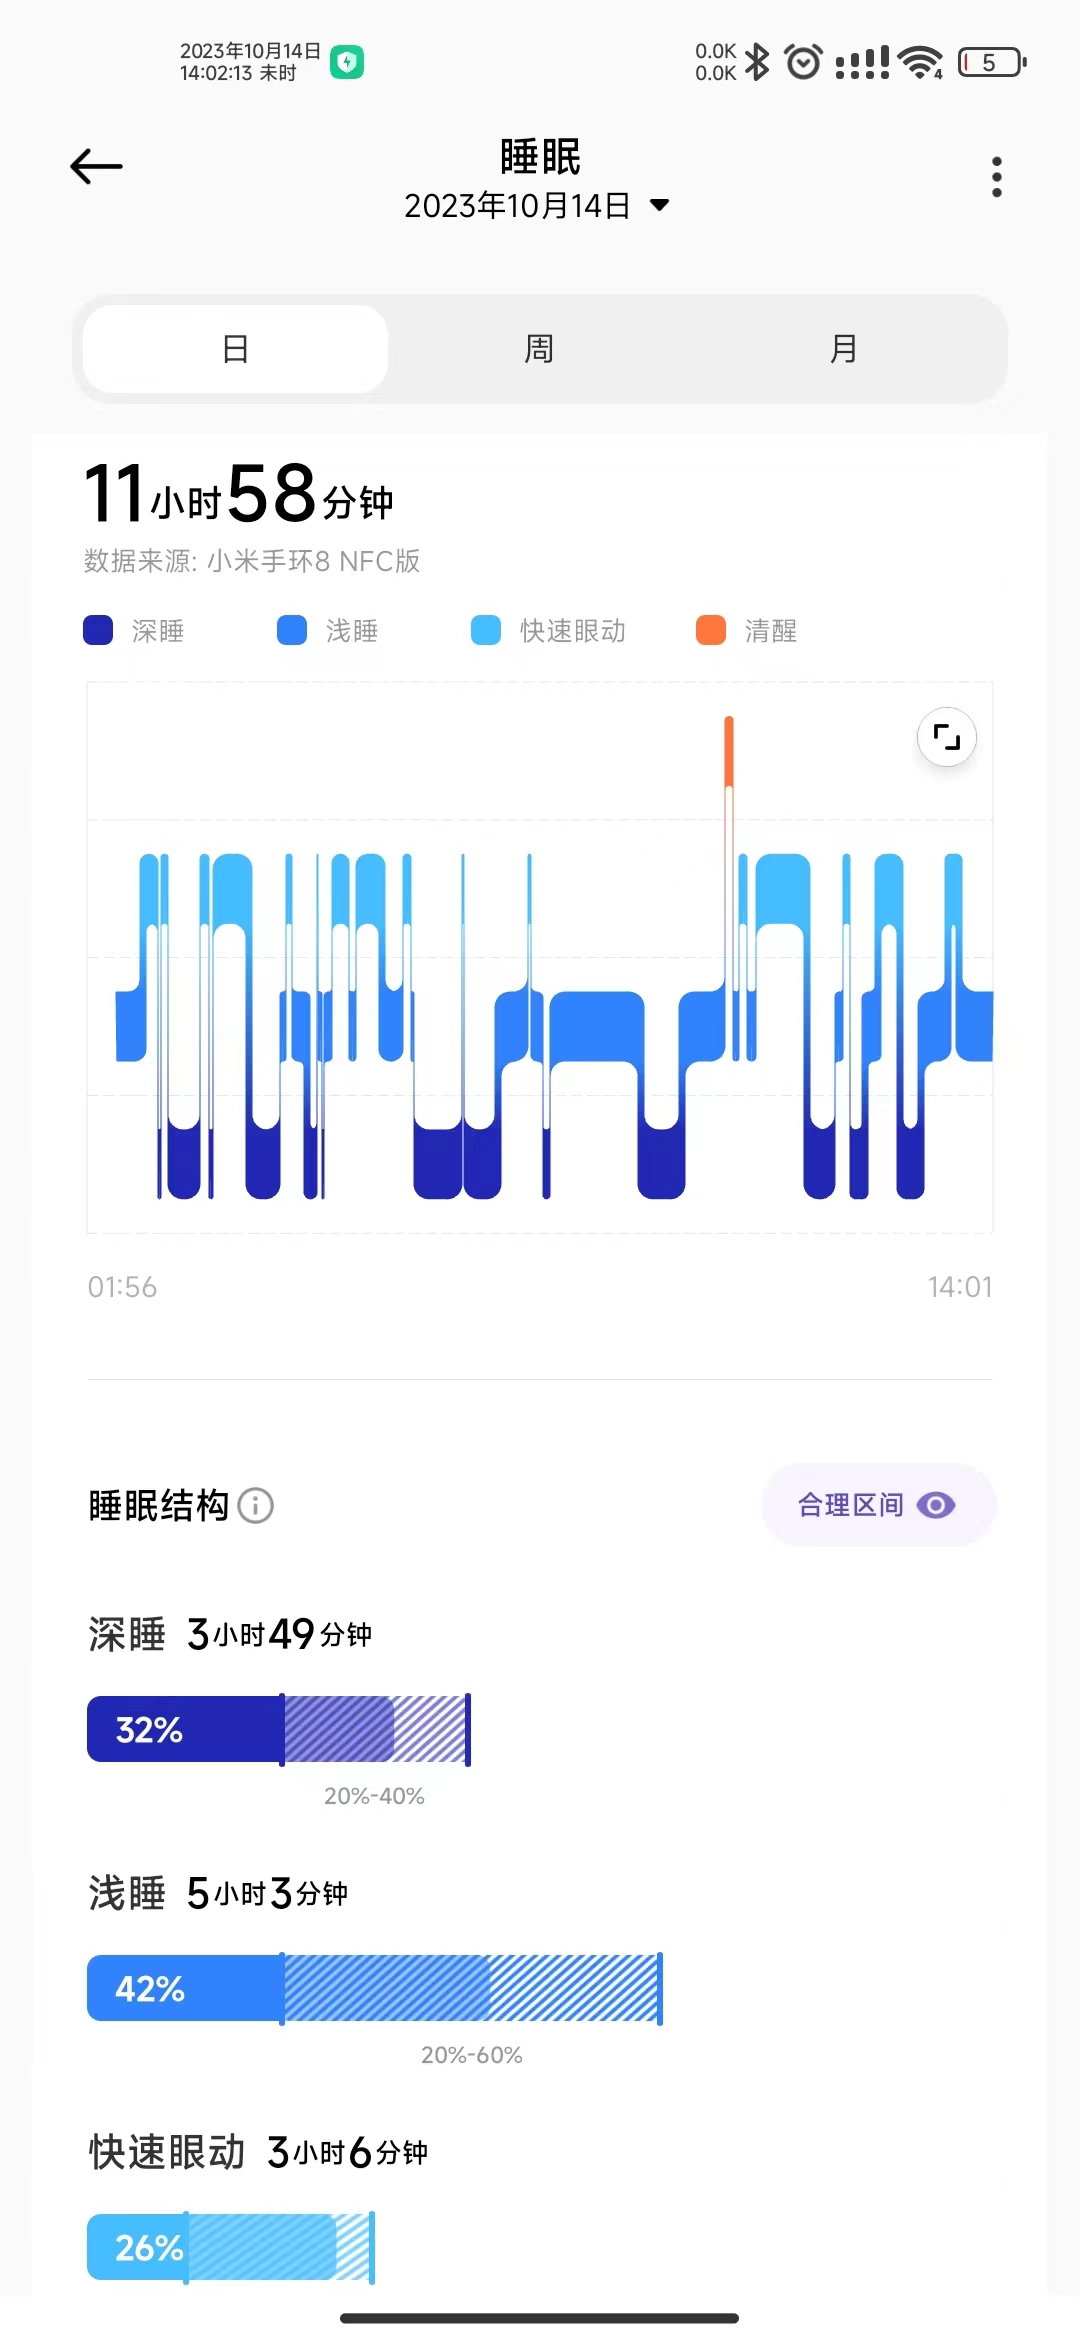 2023年10月14日
14:02:13 未时
0.0K
0.0K
4
5
睡眠
2023年10月14日
日 周 月
11小时58分钟
数据来源: 小米手环8 NFC版
深睡 浅睡 快速眼动 清醒
01:56 14:01
睡眠结构 合理区间
深睡 3小时49分钟
32%
20%-40%
浅睡 5小时3分钟
42%
20%-60%
快速眼动 3小时6分钟
26%